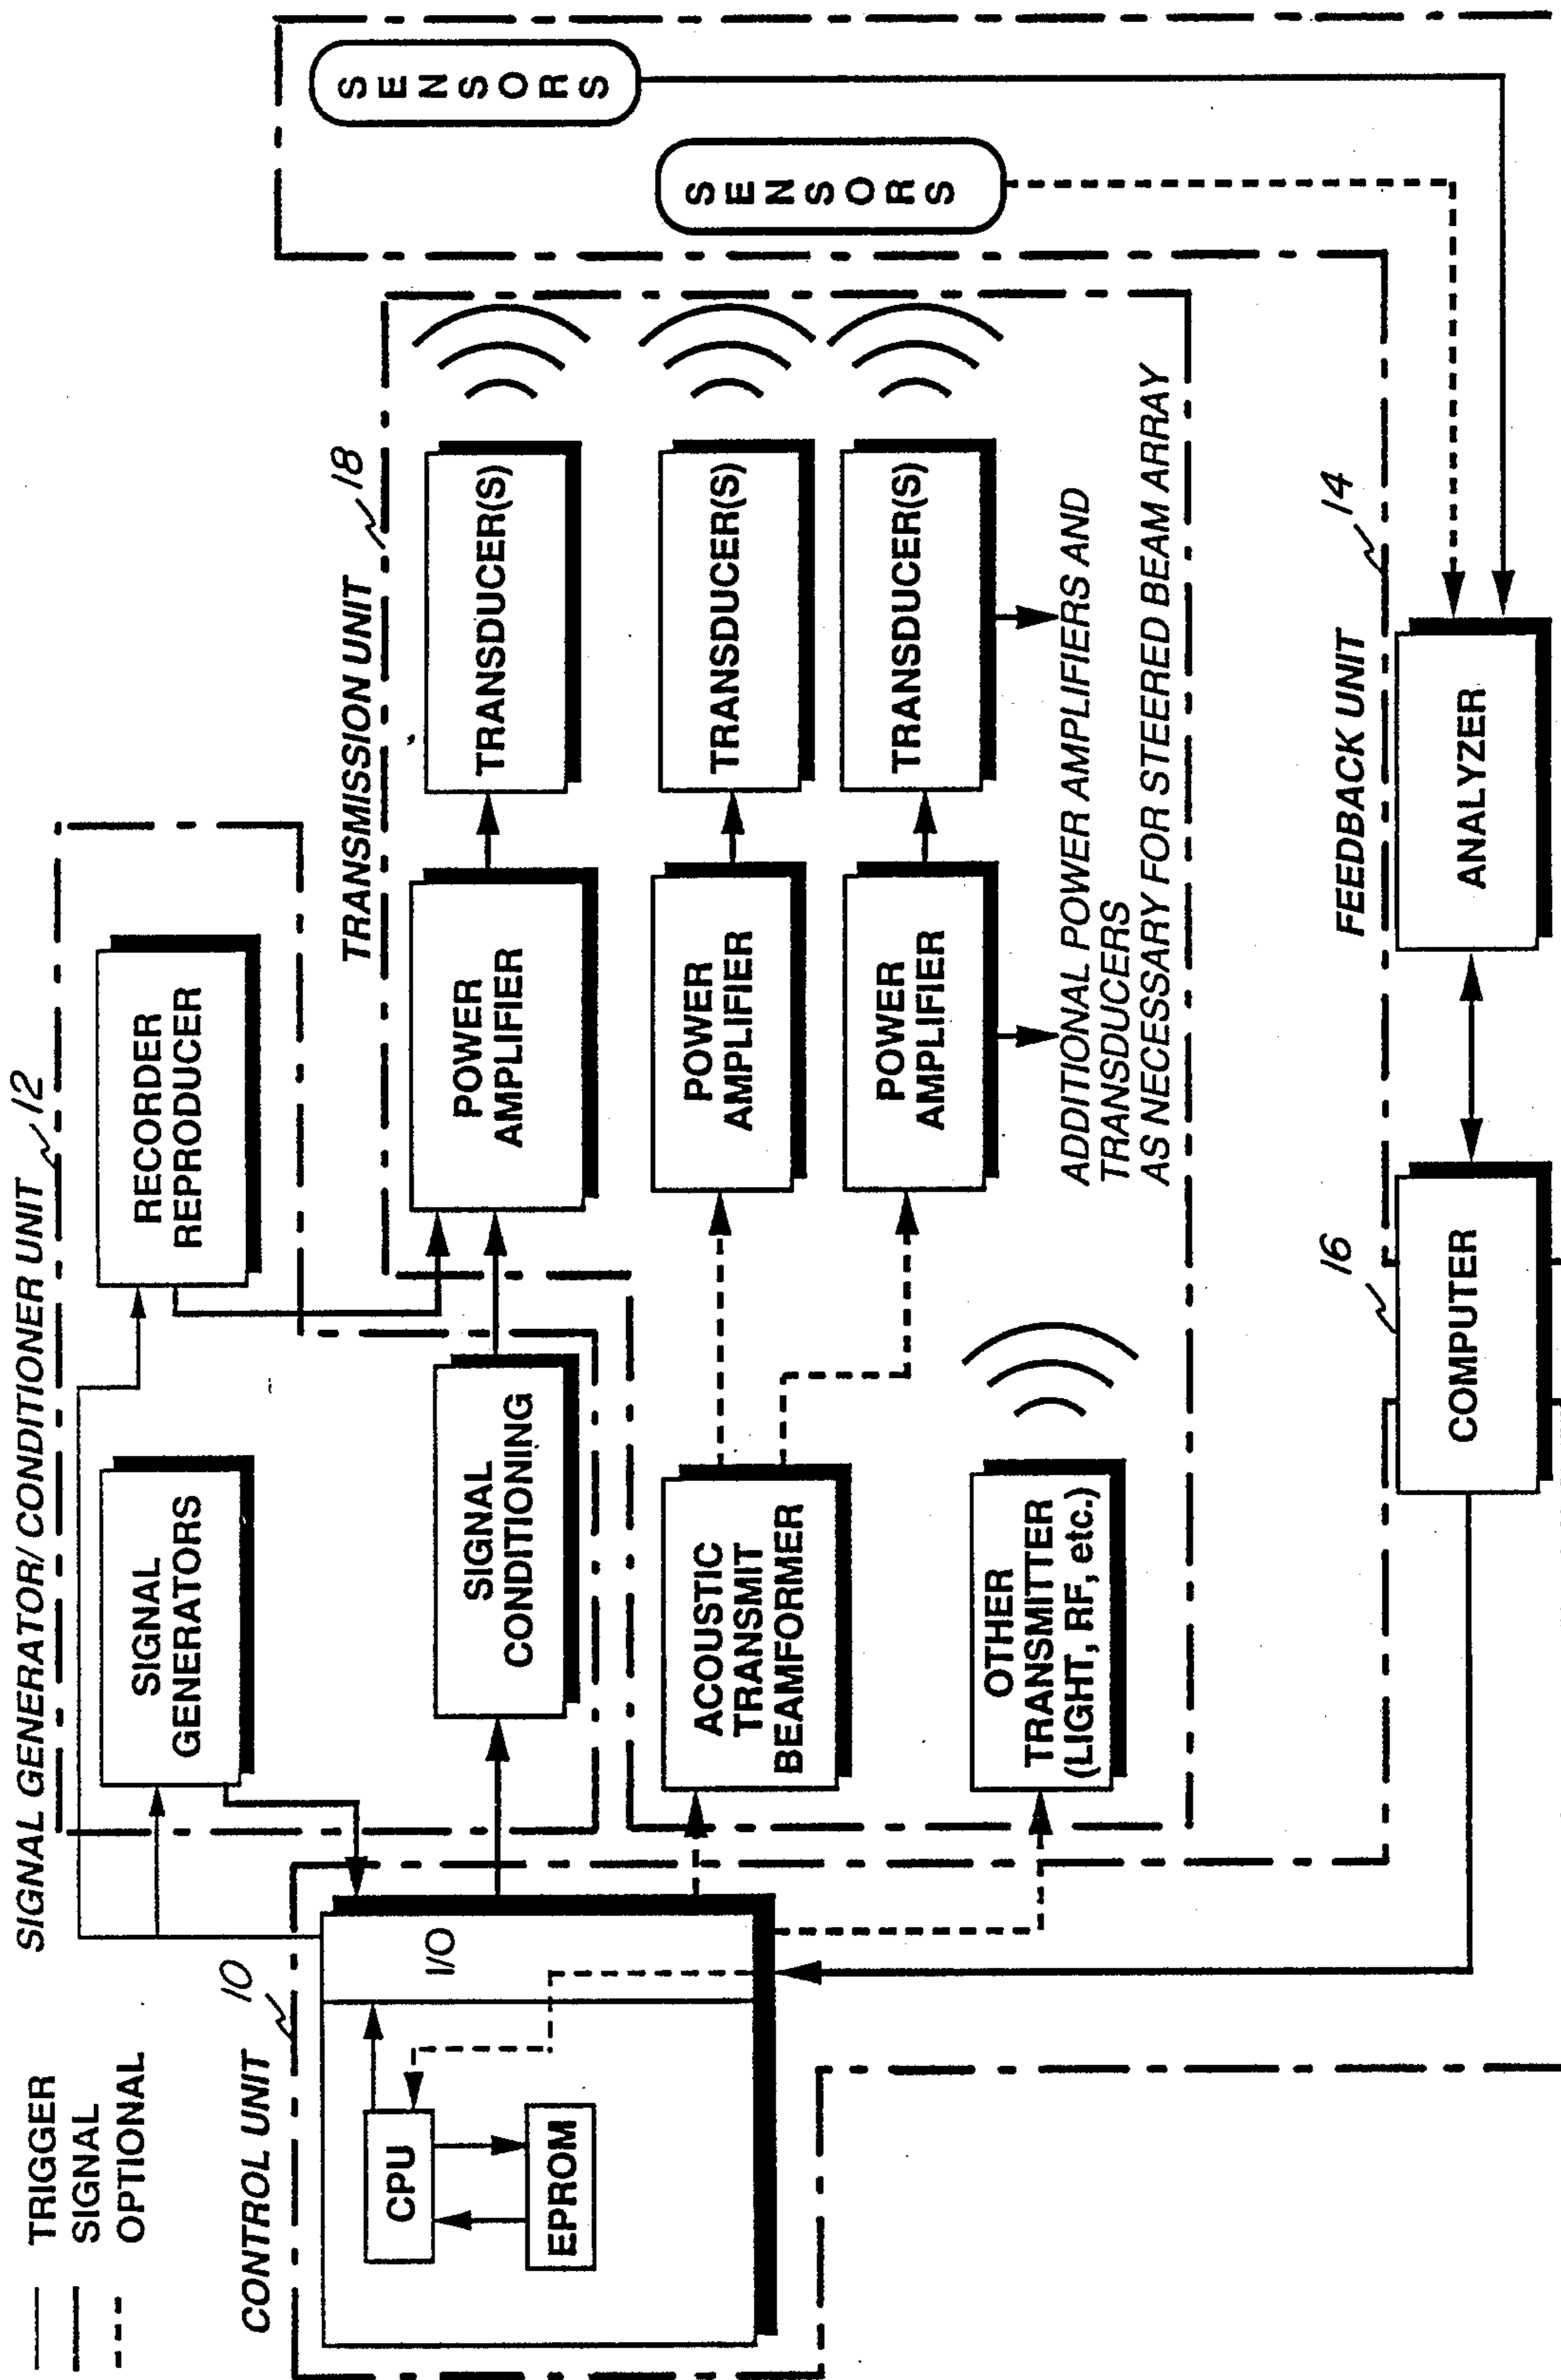 TRIGGER
SIGNAL
OPTIONAL
SIGNAL GENERATOR/ CONDITIONER UNIT
12
SIGNAL
GENERATORS
RECORDER
REPRODUCER
CONTROL UNIT
10
CPU
EPROM
I/O
SIGNAL
CONDITIONING
TRANSMISSION UNIT
18
POWER
AMPLIFIER
TRANSDUCER(S)
ACOUSTIC
TRANSMIT
BEAMFORMER
POWER
AMPLIFIER
TRANSDUCER(S)
POWER
AMPLIFIER
TRANSDUCER(S)
OTHER
TRANSMITTER
(LIGHT, RF, etc.)
ADDITIONAL POWER AMPLIFIERS AND
TRANSDUCERS
AS NECESSARY FOR STEERED BEAM ARRAY
SENSORS
SENSORS
FEEDBACK UNIT
14
16
COMPUTER
ANALYZER